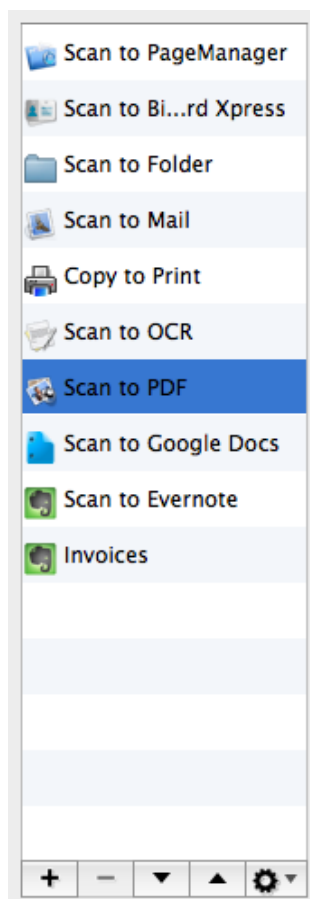 Scan to PageManager
Scan to Bi...rd Xpress
Scan to Folder
Scan to Mail
Copy to Print
Scan to OCR
Scan to PDF
Scan to Google Docs
Scan to Evernote
Invoices